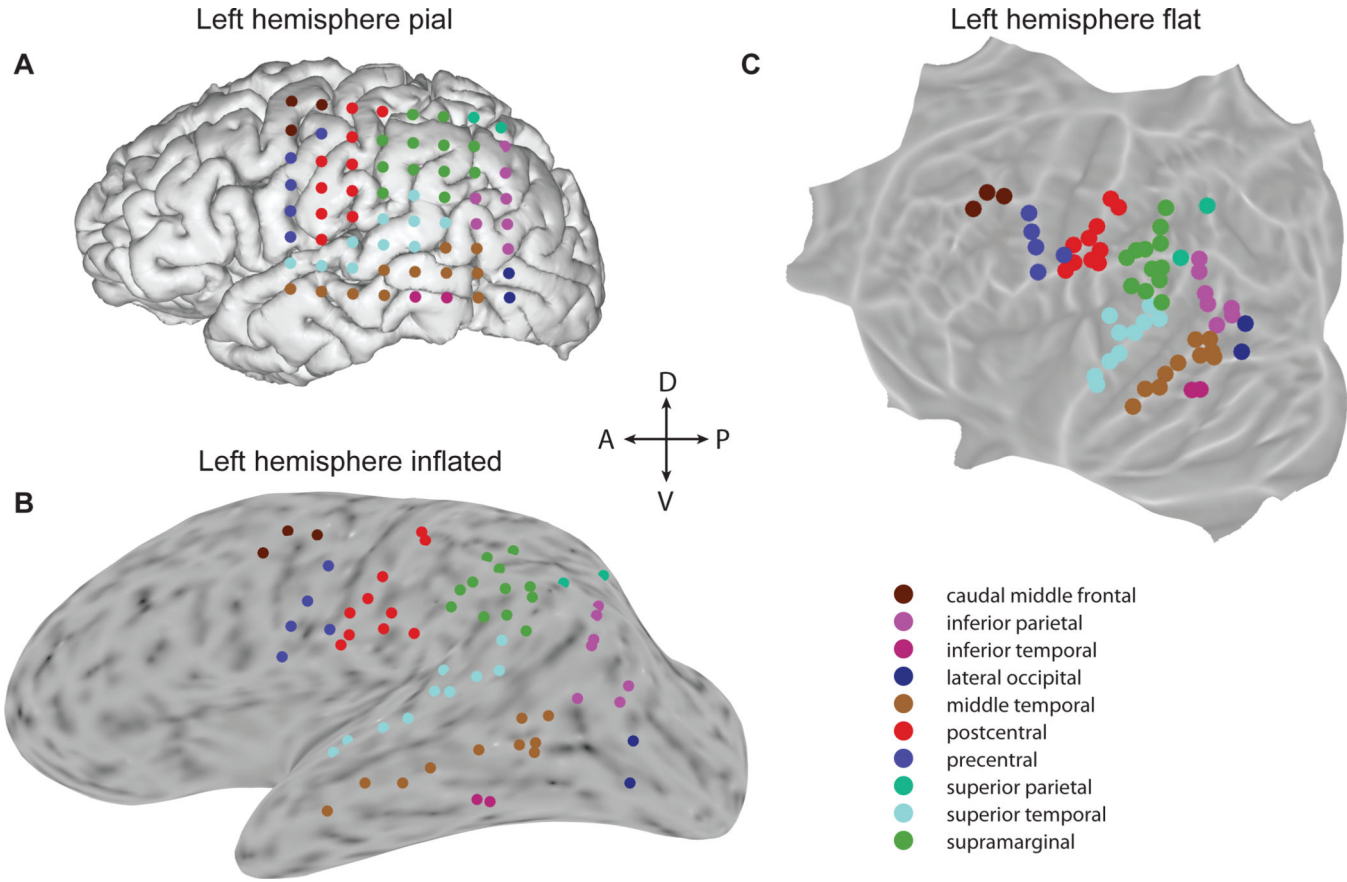 Left hemisphere pial
A
Left hemisphere flat
C
D
A P
V
Left hemisphere inflated
B
caudal middle frontal
inferior parietal
inferior temporal
lateral occipital
middle temporal
postcentral
precentral
superior parietal
superior temporal
supramarginal